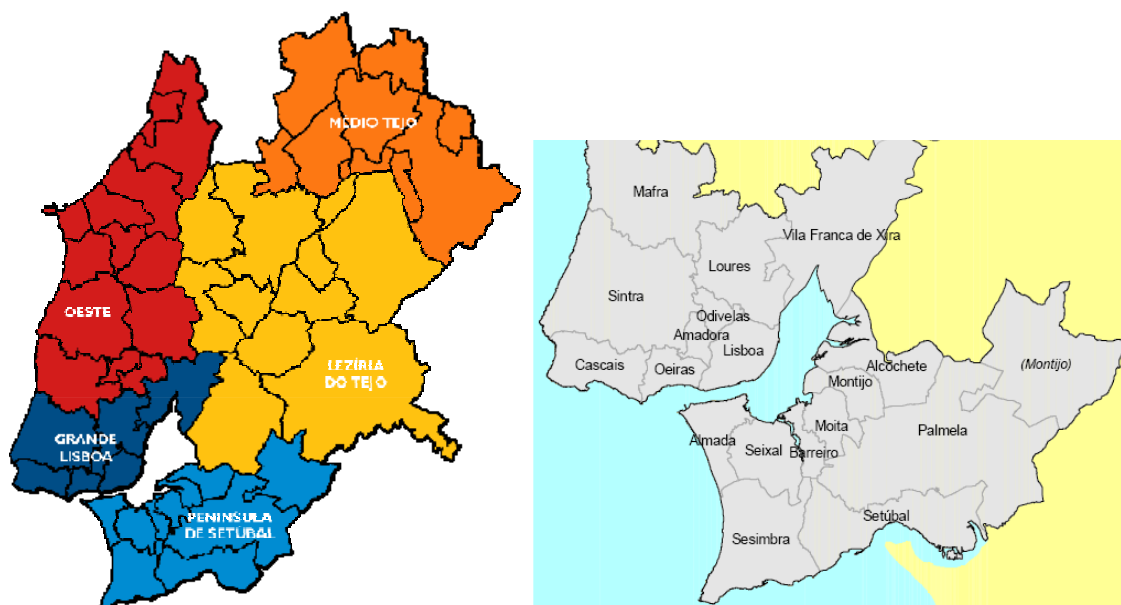 MEDIO TEJO
OESTE
LEZÍRIA
DO TEJO
GRANDE
LISBOA
PENINSULA
DE SETÚBAL
Mafra
Vila Franca de Xira
Loures
Sintra
Odivelas
Amadora
Lisboa
Cascais
Oeiras
Alcochete
(Montijo)
Montijo
Moita
Palmela
Almada
Seixal
Barreiro
Setúbal
Sesimbra